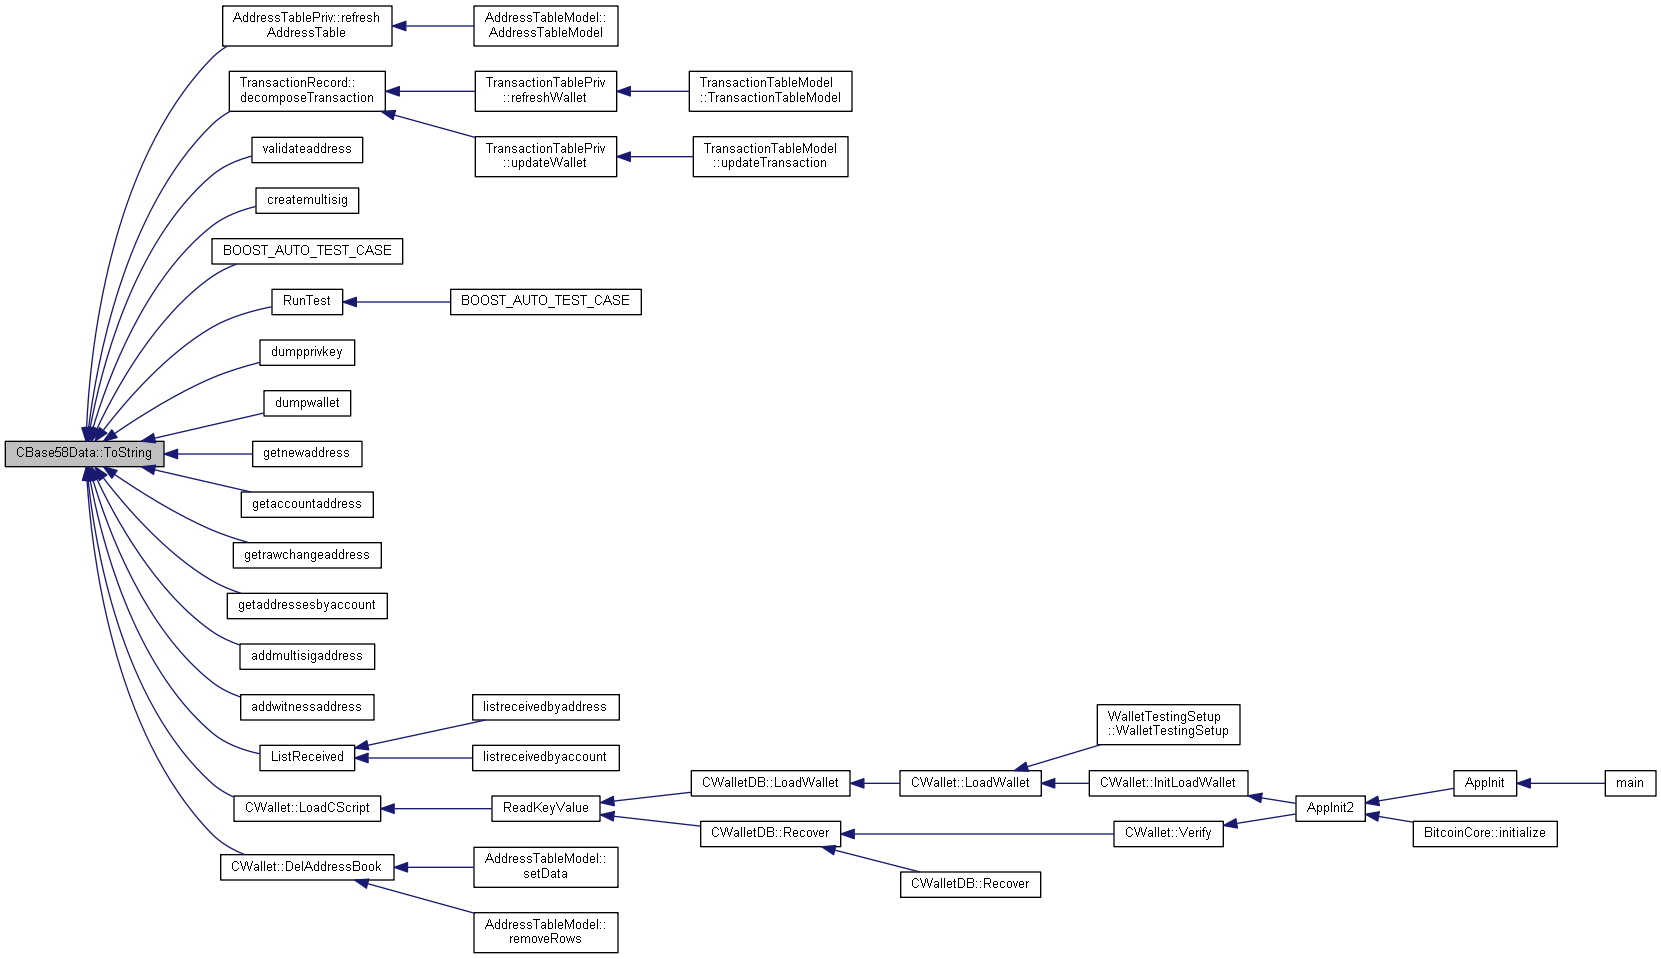 AddressTablePriv::refresh
AddressTable
AddressTableModel::
AddressTableModel
TransactionRecord::
decomposeTransaction
TransactionTablePriv
::refreshWallet
TransactionTableModel
::TransactionTableModel
TransactionTablePriv
::updateWallet
TransactionTableModel
::updateTransaction
validateaddress
createmultisig
BOOST_AUTO_TEST_CASE
RunTest
BOOST_AUTO_TEST_CASE
dumpprivkey
dumpwallet
CBase58Data::ToString
getnewaddress
getaccountaddress
getrawchangeaddress
getaddressesbyaccount
addmultisigaddress
addwitnessaddress
ListReceived
listreceivedbyaddress
listreceivedbyaccount
CWallet::LoadCScript
ReadKeyValue
CWalletDB::LoadWallet
CWallet::LoadWallet
WalletTestingSetup
::WalletTestingSetup
CWallet::InitLoadWallet
AppInit2
AppInit
main
BitcoinCore::initialize
CWalletDB::Recover
CWallet::Verify
CWalletDB::Recover
CWallet::DelAddressBook
AddressTableModel::
setData
AddressTableModel::
removeRows